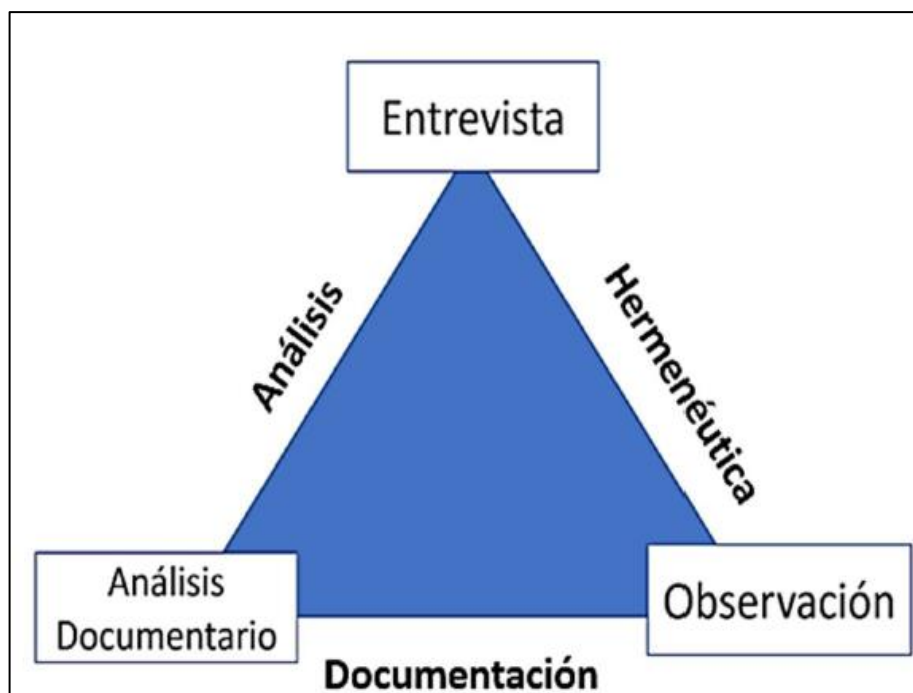 Entrevista
Análisis
Hermenéutica
Análisis
Documentario
Observación
Documentación